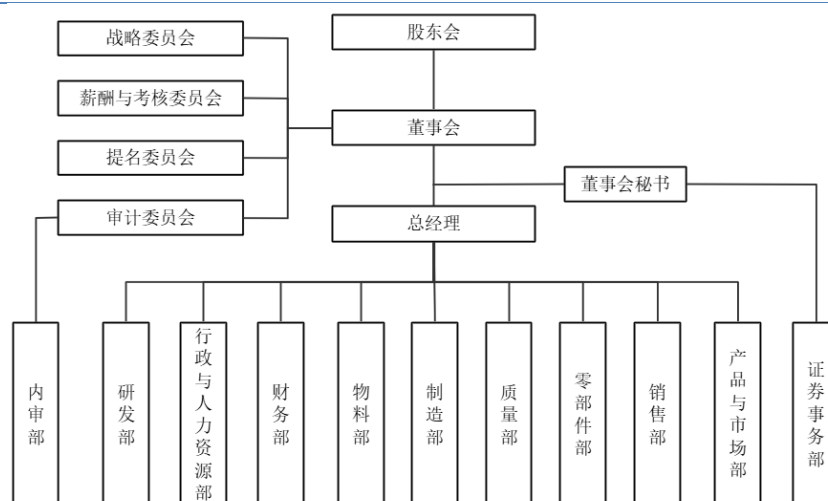 战略委员会
股东会
薪酬与考核委员会
董事会
提名委员会
董事会秘书
审计委员会
总经理
内审部
研发部
行政与人力资源部
财务部
物料部
制造部
质量部
零部件部
销售部
产品与市场部
证券事务部